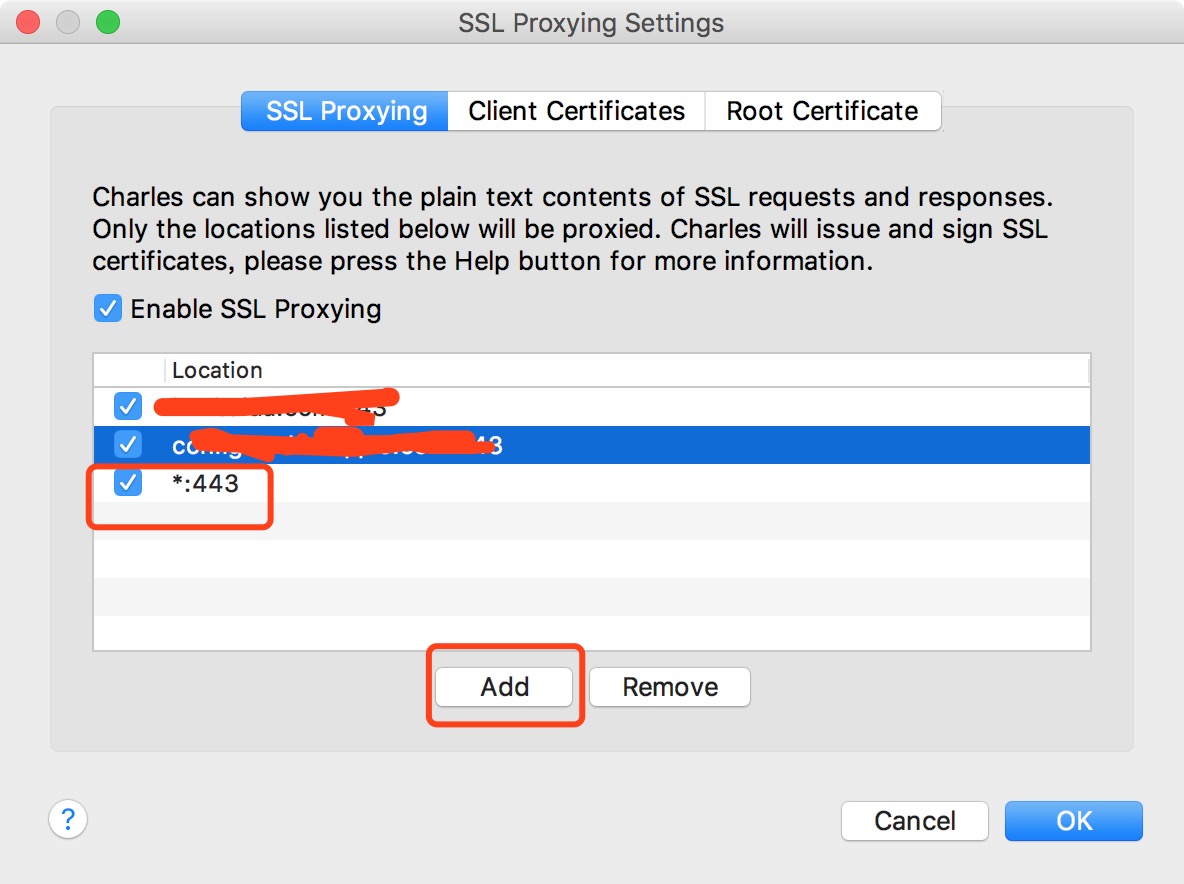 SSL Proxying Settings
SSL Proxying Client Certificates Root Certificate
Charles can show you the plain text contents of SSL requests and responses.
Only the locations listed below will be proxied. Charles will issue and sign SSL
certificates, please press the Help button for more information.
Enable SSL Proxying
Location
*:443
Add Remove
? Cancel OK